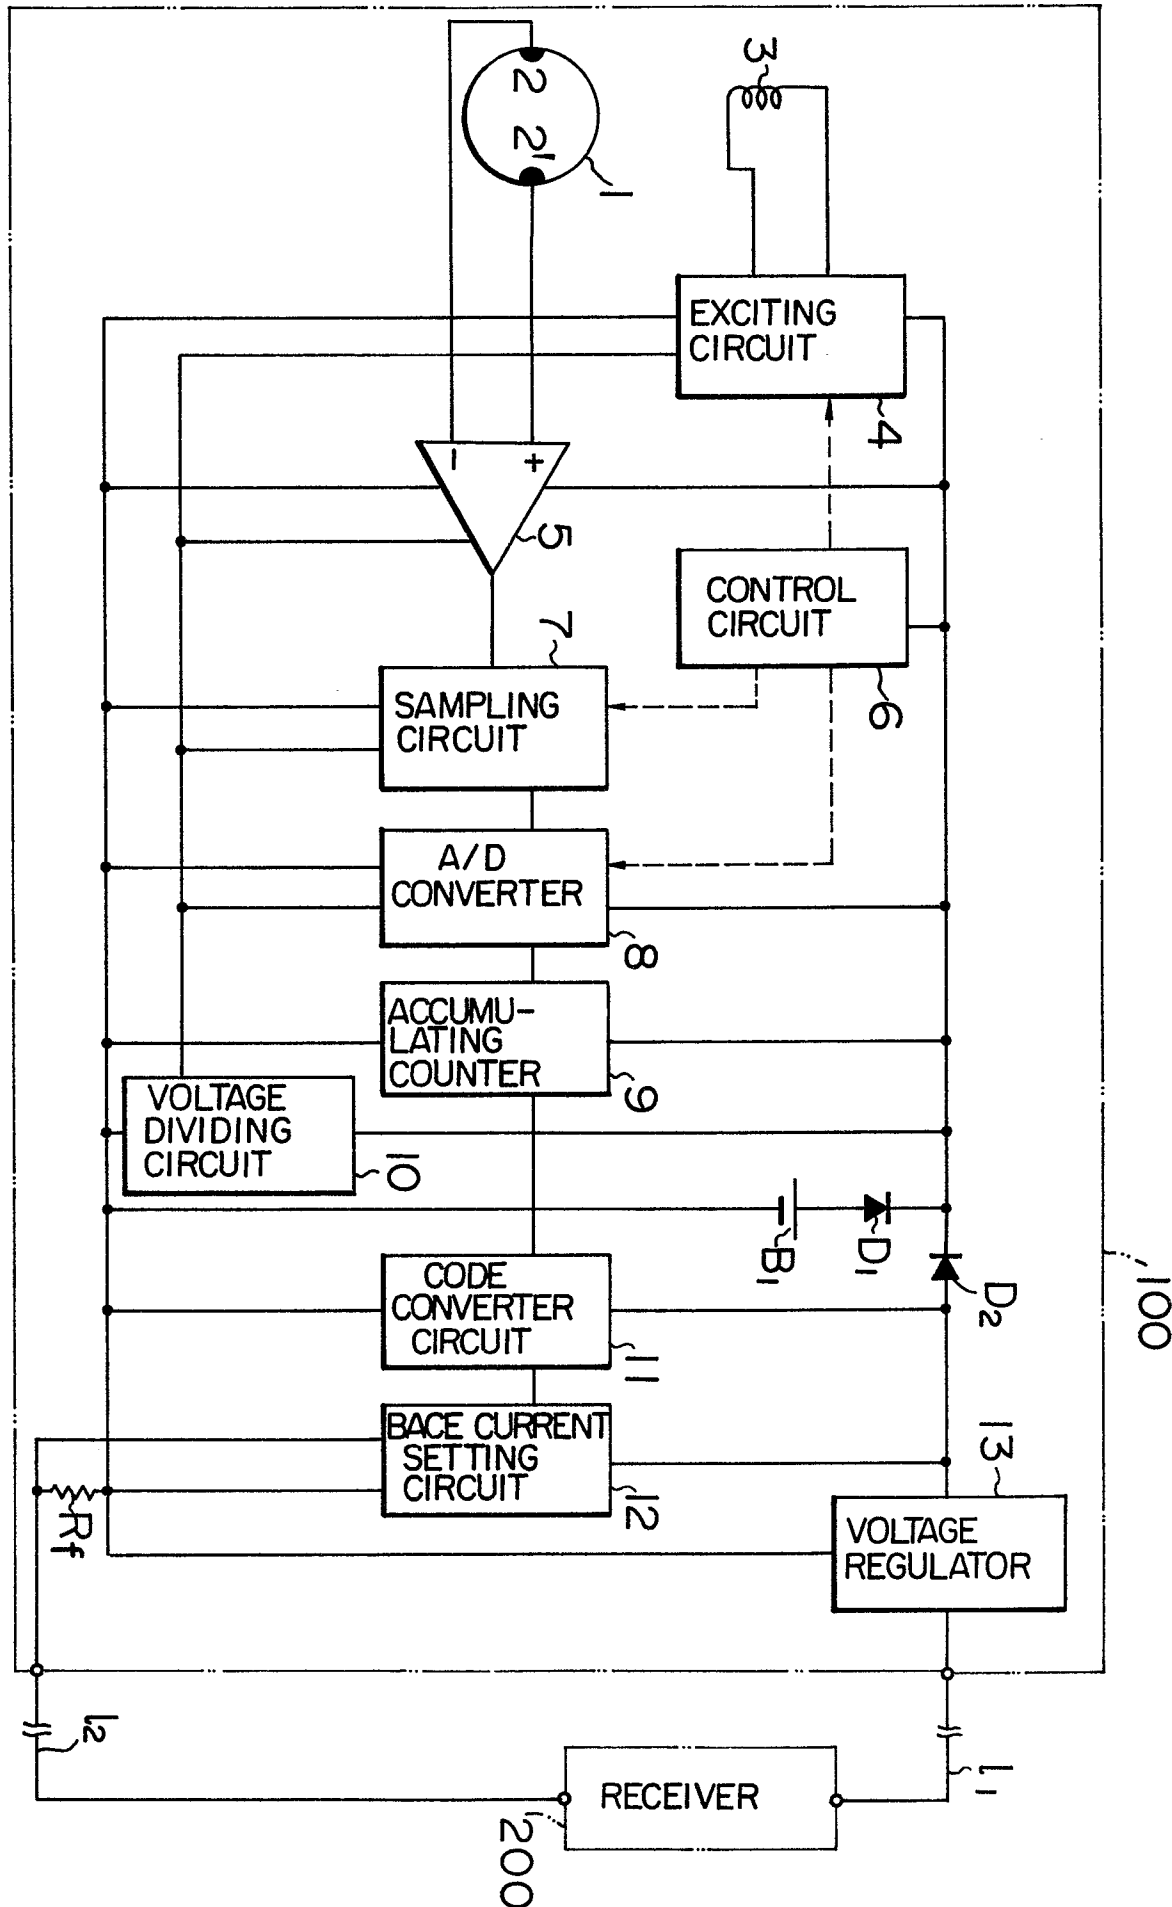 100
3
2
2'
1
EXCITING
CIRCUIT
4
-
+
5
CONTROL
CIRCUIT
6
7
SAMPLING
CIRCUIT
A/D
CONVERTER
8
ACCUMU-
LATING
COUNTER
9
VOLTAGE
DIVIDING
CIRCUIT
10
B1
D1
D2
CODE
CONVERTER
CIRCUIT
11
BACE CURRENT
SETTING
CIRCUIT
12
Rf
13
VOLTAGE
REGULATOR
l2
l1
RECEIVER
200